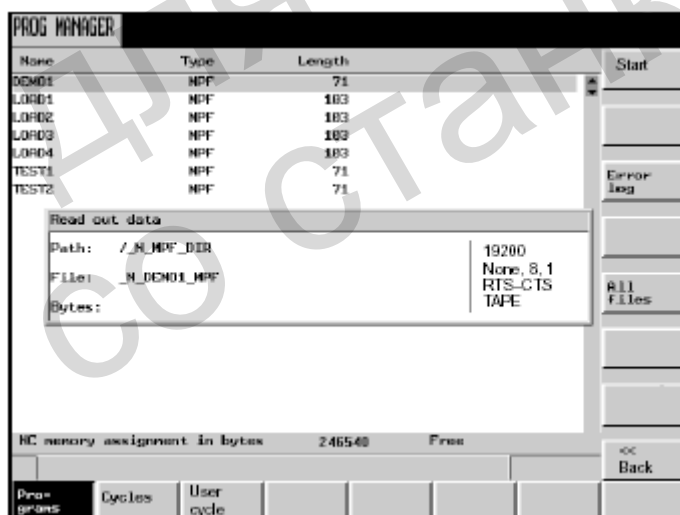 PROG MANAGER
Name Type Length
DEMO1 MPF 71
LOAD1 MPF 103
LOAD2 MPF 103
LOAD3 MPF 103
LOAD4 MPF 103
TEST1 MPF 71
TEST2 MPF 71
Read out data
Path: /_N_MPF_DIR
File: _N_DEMO1_MPF
Bytes:
19200
None, 8, 1
RTS-CTS
TAPE
NC memory assignment in bytes 246540 Free
Start
Error
log
All
files
<<
Back
Pro-
grams
Cycles
User
cycle
для
со стан